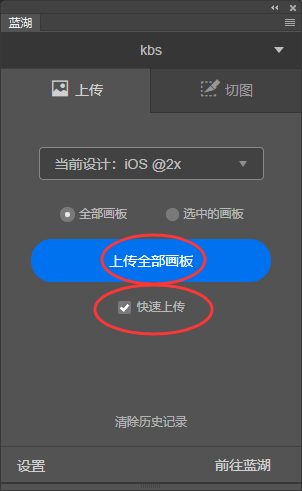 蓝湖
kbs
上传 切图
当前设计：iOS @2x
全部画板 选中的画板
上传全部画板
快速上传
清除历史记录
设置 前往蓝湖